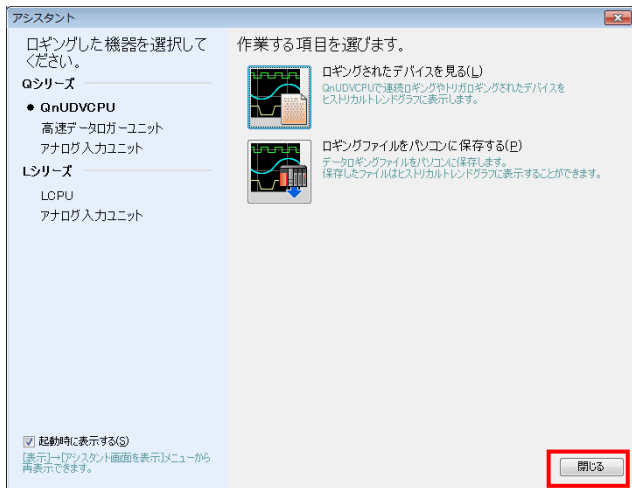 アシスタント
ロギングした機器を選択して
ください。
Qシリーズ
QnUDVCPU
高速データロガーユニット
アナログ入力ユニット
Lシリーズ
LCPU
アナログ入力ユニット
起動時に表示する(S)
[表示]→[アシスタント画面を表示]メニューから
再表示できます。
作業する項目を選びます。
ロギングされたデバイスを見る(L)
QnUDVCPUで連続ロギングやトリガロギングされたデバイスを
ヒストリカルトレンドグラフに表示します。
ロギングファイルをパソコンに保存する(P)
データロギングファイルをパソコンに保存します。
保存したファイルはヒストリカルトレンドグラフに表示することができます。
閉じる